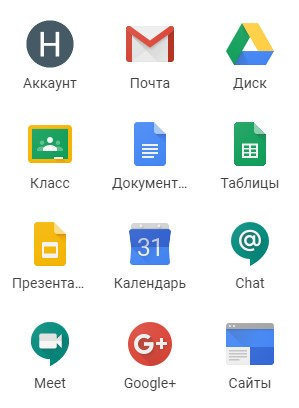 Н
Аккаунт Почта Диск
Класс Документ... Таблицы
31
@
Презента... Календарь Chat
G+
Meet Google+ Сайты